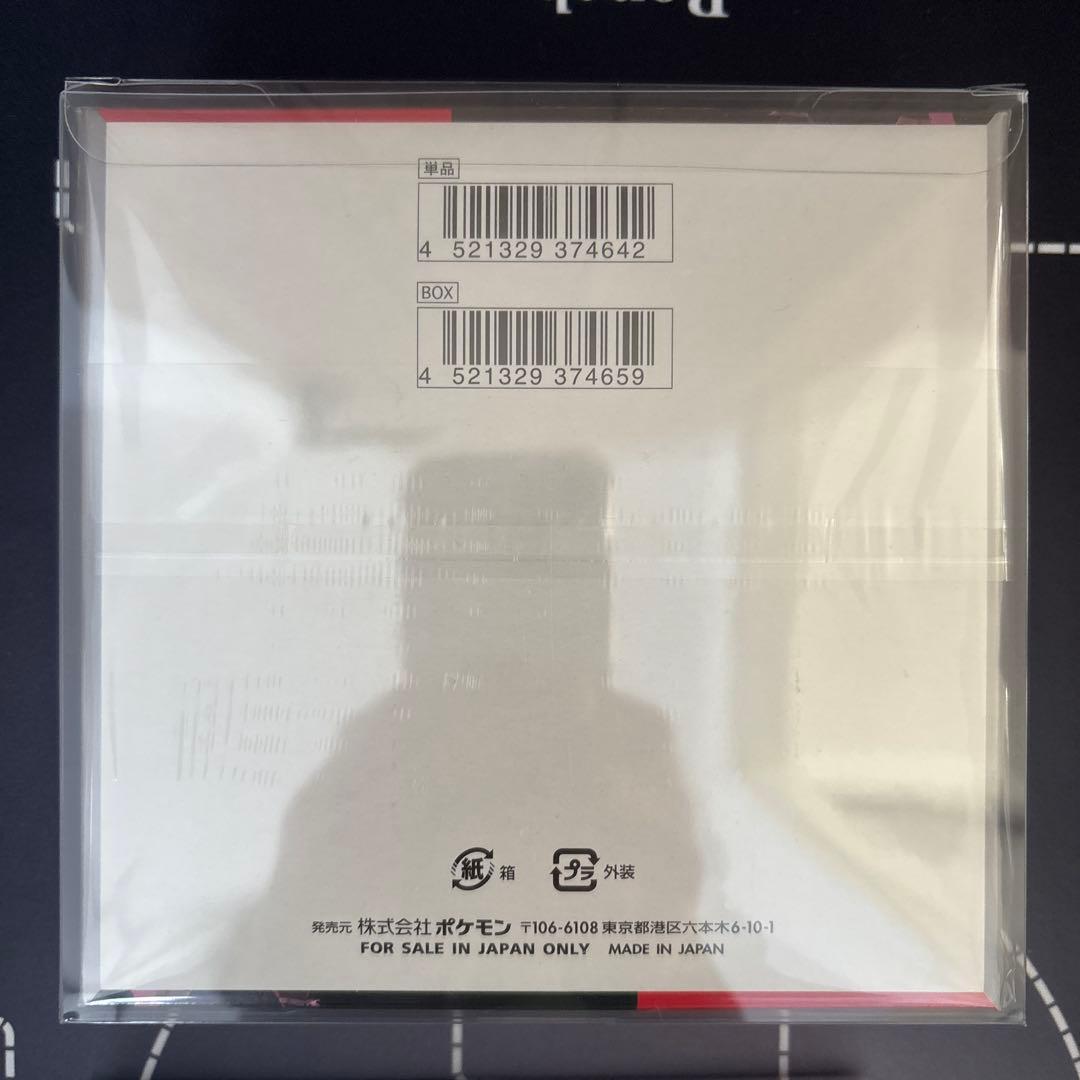 単品
4 521329 374642
BOX
4 521329 374659
紙 箱 プラ 外装
発売元 株式会社 ポケモン 〒106-6108 東京都港区六本木6-10-1
FOR SALE IN JAPAN ONLY MADE IN JAPAN